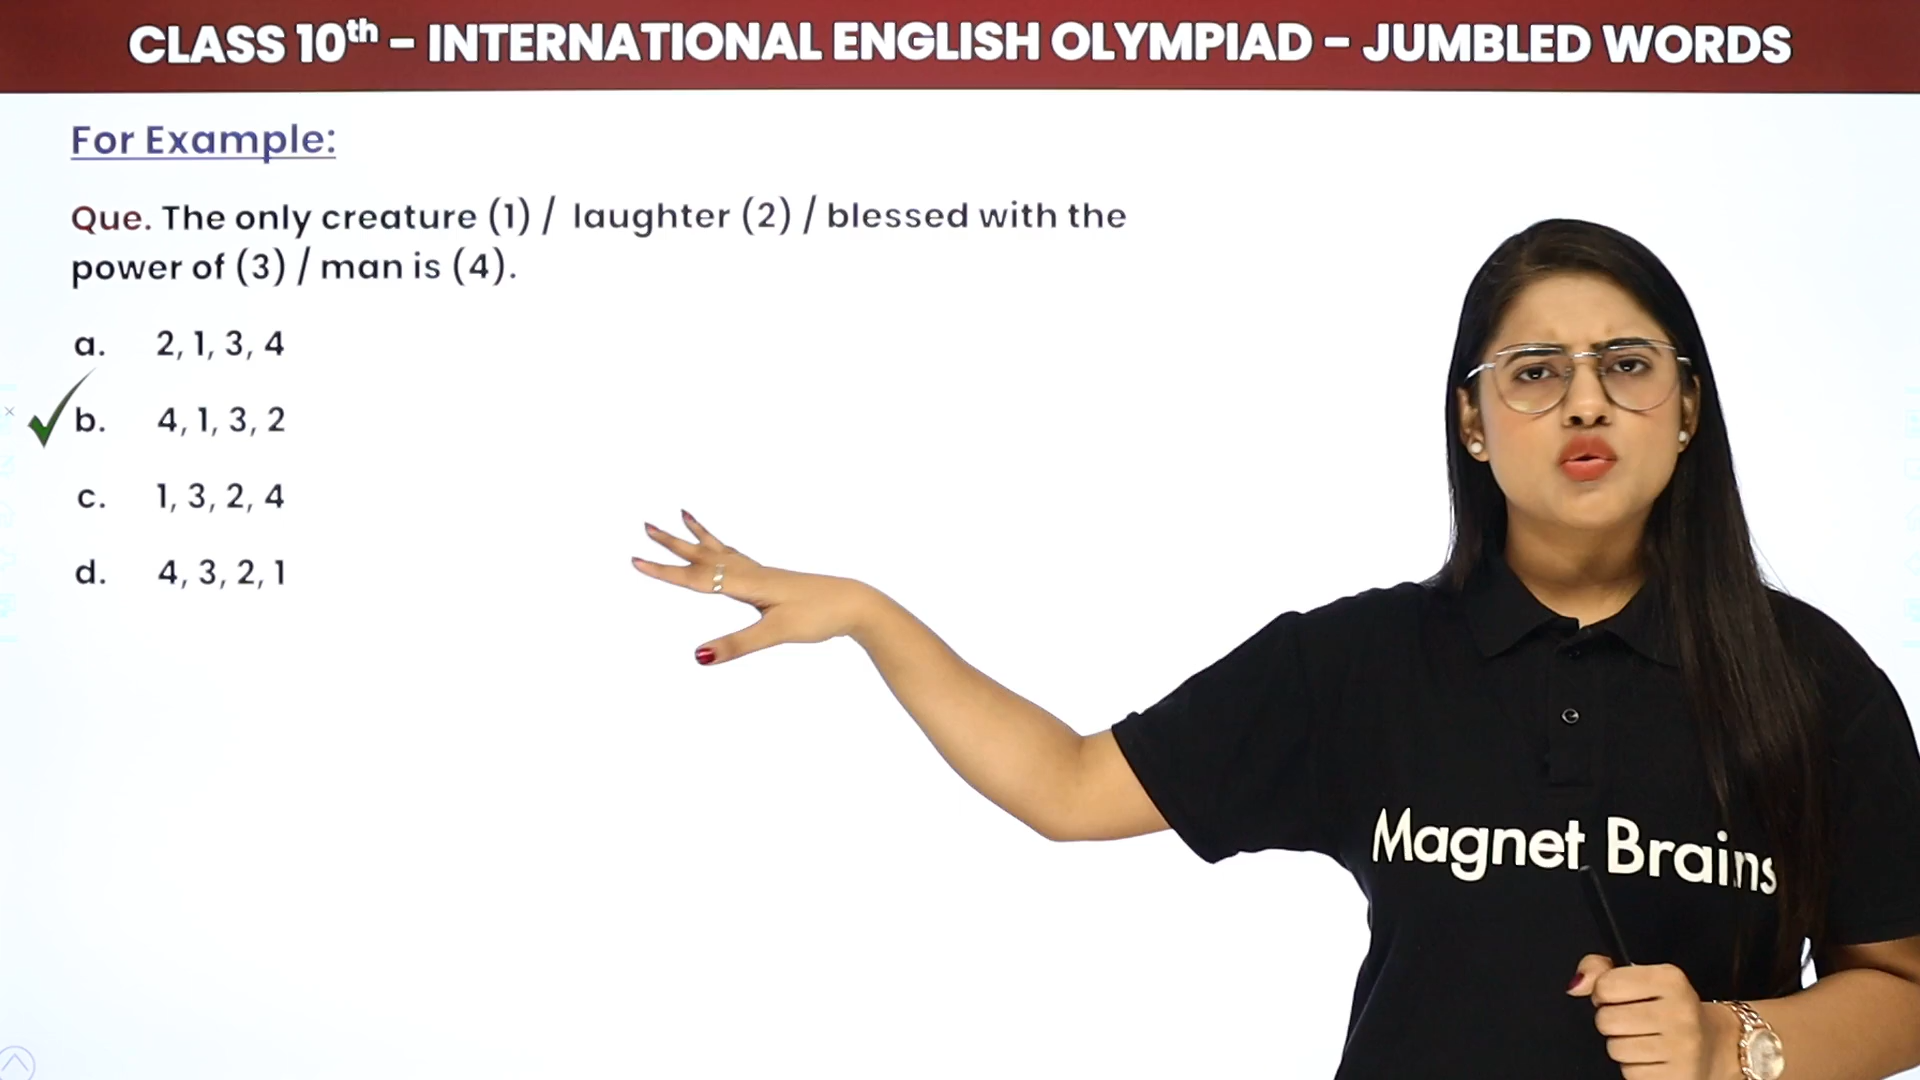 CLASS 10th - INTERNATIONAL ENGLISH OLYMPIAD - JUMBLED WORDS
For Example:
Que. The only creature (1) / laughter (2) / blessed with the
power of (3) / man is (4).
a. 2, 1, 3, 4
b. 4, 1, 3, 2
c. 1, 3, 2, 4
d. 4, 3, 2, 1
Magnet Brains